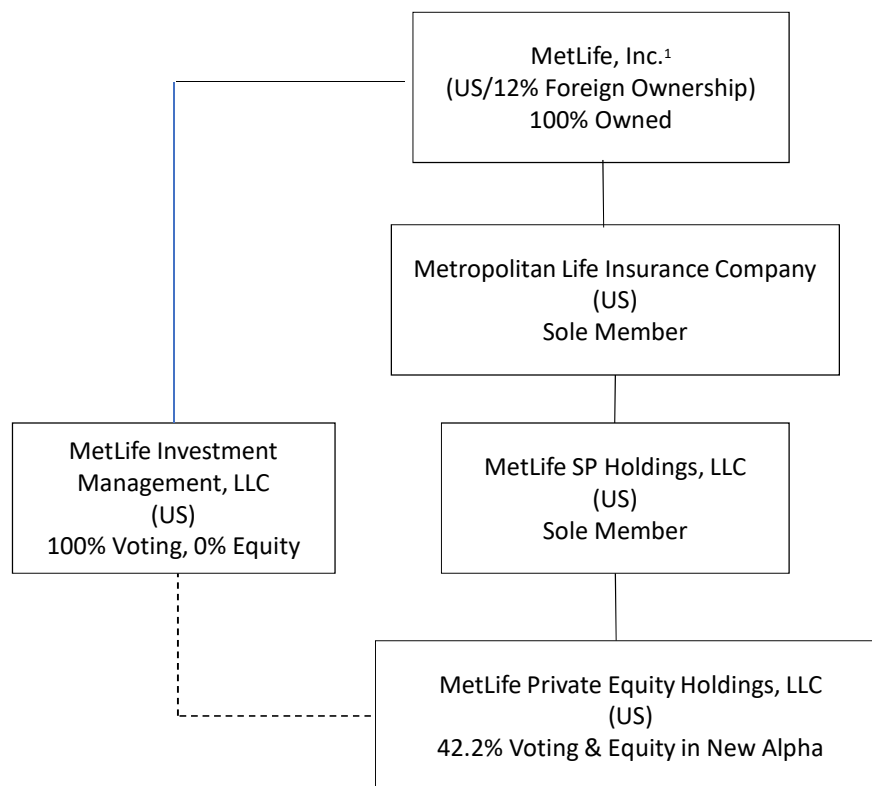 MetLife, Inc.¹
(US/12% Foreign Ownership)
100% Owned
Metropolitan Life Insurance Company
(US)
Sole Member
MetLife Investment
Management, LLC
(US)
100% Voting, 0% Equity
MetLife SP Holdings, LLC
(US)
Sole Member
MetLife Private Equity Holdings, LLC
(US)
42.2% Voting & Equity in New Alpha